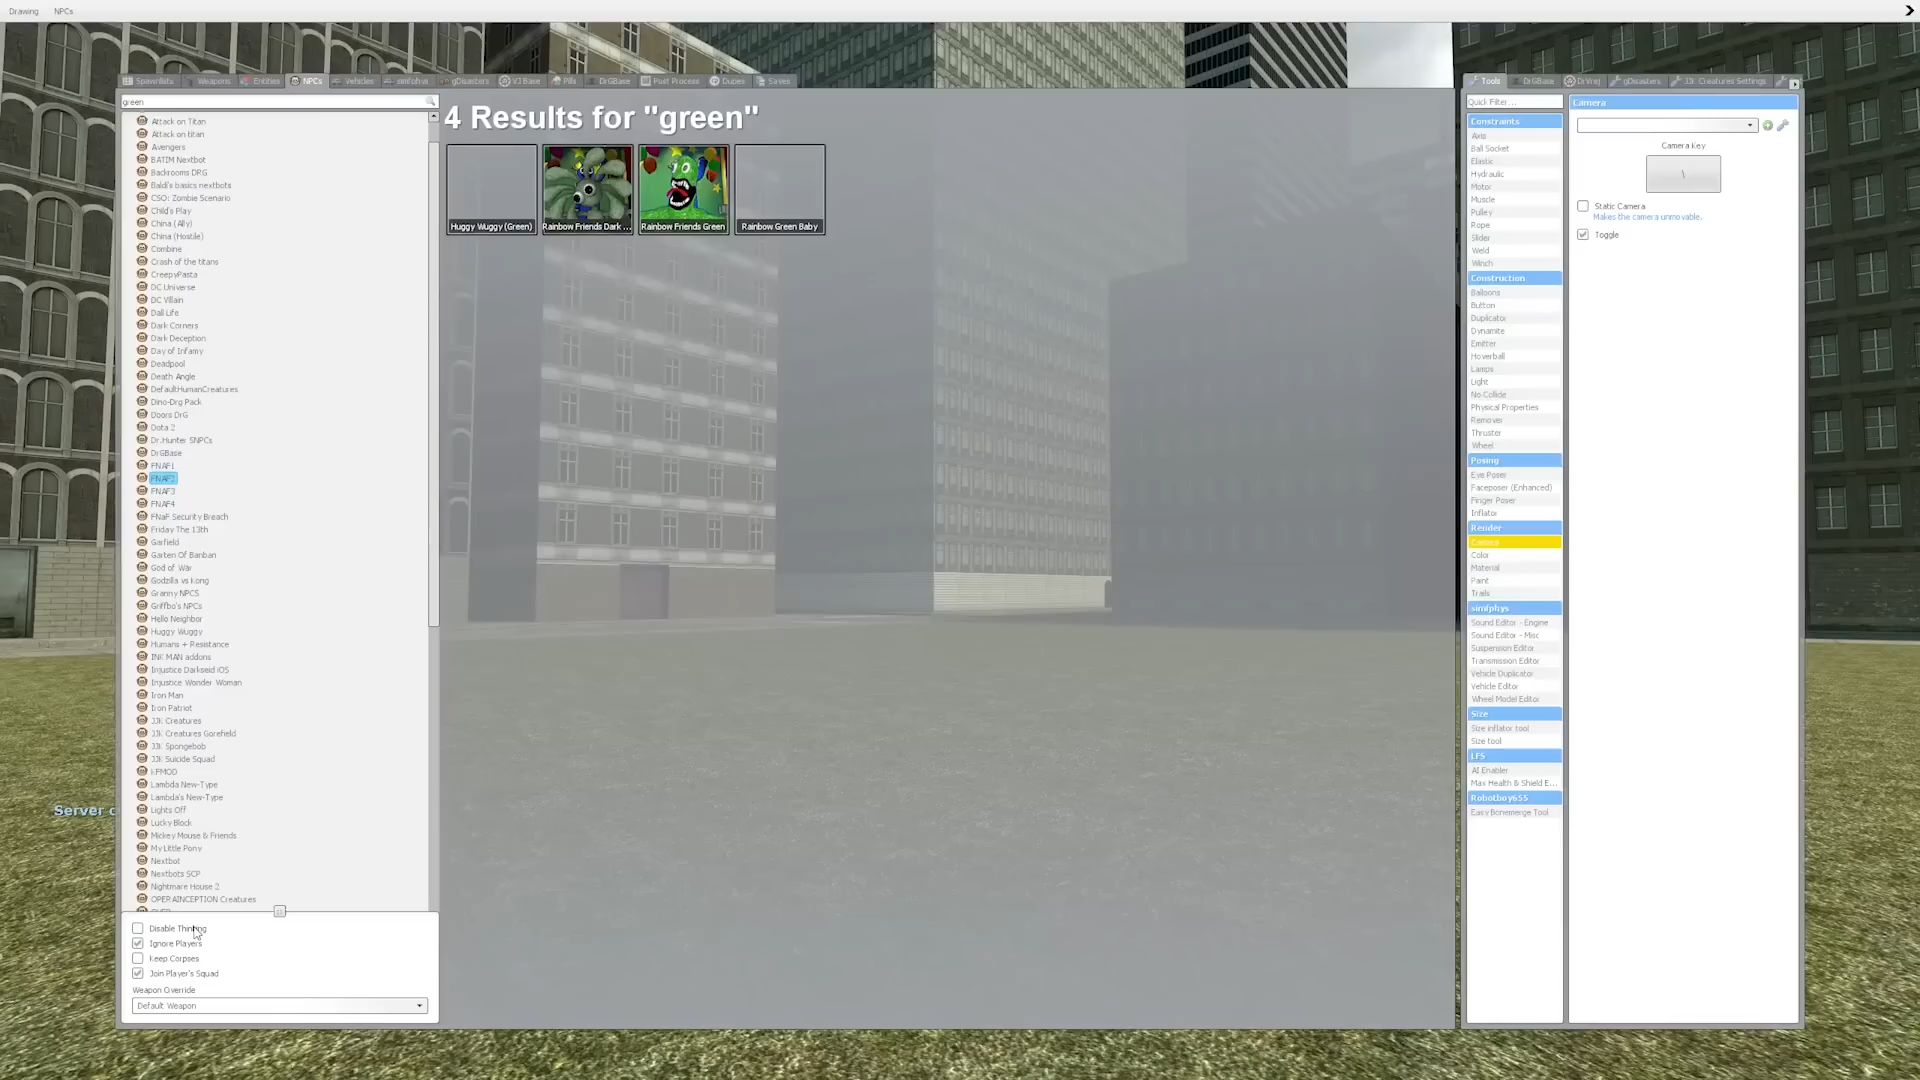 Drawing NPCs
Spawnlists Weapons Entities NPCs Vehicles simfphys gDisasters VJ Base Pills DrGBase Post Process Dupes Saves
green
4 Results for "green"
Attack on Titan
Attack on titan
Avengers
BATIM Nextbot
Backrooms DRG
Baldi's basics nextbots
CSO: Zombie Scenario
Child's Play
China (Ally)
China (Hostile)
Combine
Crash of the titans
CreepyPasta
DC Universe
DC Villain
Dall Life
Dark Corners
Dark Deception
Day of Infamy
Deadpool
Death Angle
DefaultHumanCreatures
Dino-Drg Pack
Doors DrG
Dota 2
Dr.Hunter SNPCs
DrGBase
FNAF1
FNAF2
FNAF3
FNAF4
FNaF Security Breach
Friday The 13th
Garfield
Garten Of Banban
God of War
Godzilla vs Kong
Granny NPCS
Griffbo's NPCs
Hello Neighbor
Huggy Wuggy
Humans + Resistance
INK MAN addons
Injustice Darkseid iOS
Injustice Wonder Woman
Iron Man
Iron Patriot
JJK Creatures
JJK Creatures Gorefield
JJK Spongebob
JJK Suicide Squad
KFMOD
Lambda New-Type
Lambda's New-Type
Lights Off
Lucky Block
Mickey Mouse & Friends
My Little Pony
Nextbot
Nextbots SCP
Nightmare House 2
OPERAINCEPTION Creatures
Disable Thinking
Ignore Players
Keep Corpses
Join Player's Squad
Weapon Override
Default Weapon
Server c
Huggy Wuggy (Green) Rainbow Friends Dark ... Rainbow Friends Green Rainbow Green Baby
Tools DrGBase DrVrej gDisasters JJK Creatures Settings
Quick Filter...
Constraints
Axis
Ball Socket
Elastic
Hydraulic
Motor
Muscle
Pulley
Rope
Slider
Weld
Winch
Construction
Balloons
Button
Duplicator
Dynamite
Emitter
Hoverball
Lamps
Light
No Collide
Physical Properties
Remover
Thruster
Wheel
Posing
Eye Poser
Faceposer (Enhanced)
Finger Poser
Inflator
Render
Camera
Color
Material
Paint
Trails
simfphys
Sound Editor - Engine
Sound Editor - Misc
Suspension Editor
Transmission Editor
Vehicle Duplicator
Vehicle Editor
Wheel Model Editor
Size
Size inflator tool
Size tool
LFS
AI Enabler
Max Health & Shield E...
Robotboy655
Easy Bonemerge Tool
Camera
Camera Key
\
Static Camera
Makes the camera unmovable.
Toggle